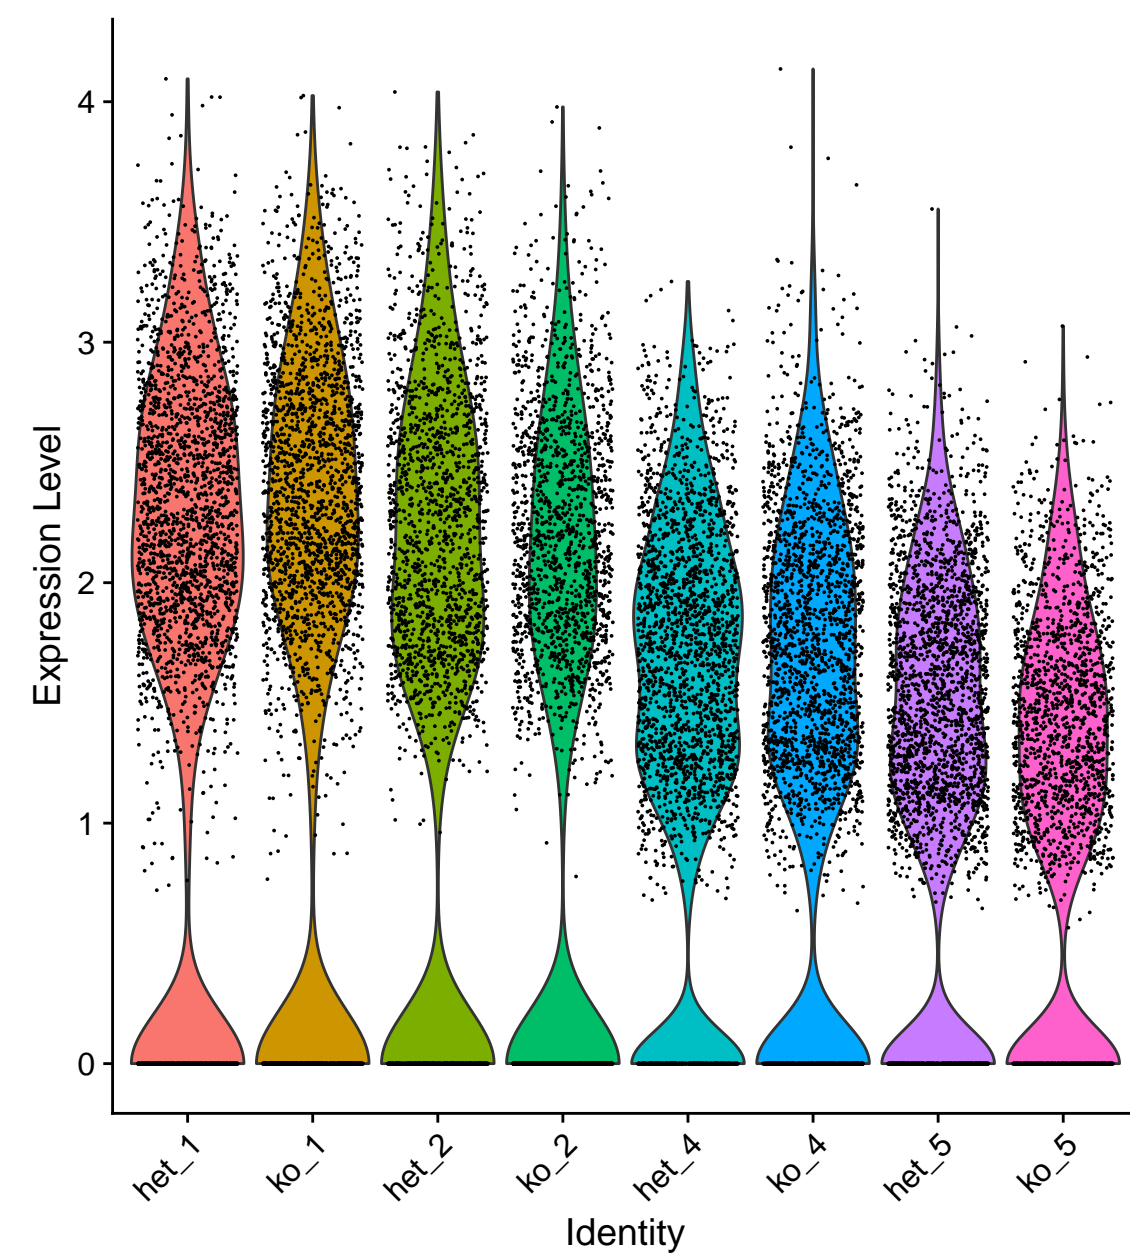 Expression Level
4
3
2
1
0
het_1
ko_1
het_2
ko_2
het_4
ko_4
het_5
ko_5
Identity